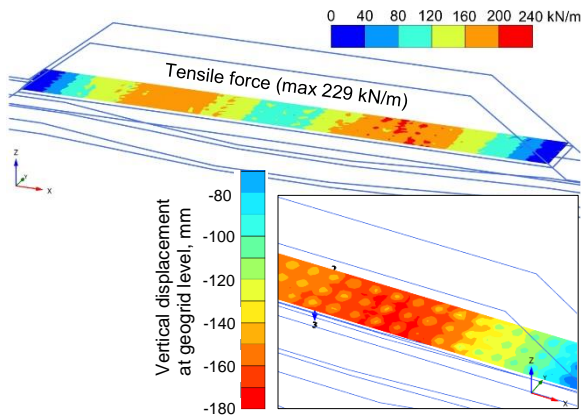 0 40 80 120 160 200 240 kN/m
Tensile force (max 229 kN/m)
Z
Y
X
Vertical displacement
at geogrid level, mm
-80
-100
-120
-140
-160
-180
3
Z
Y
X